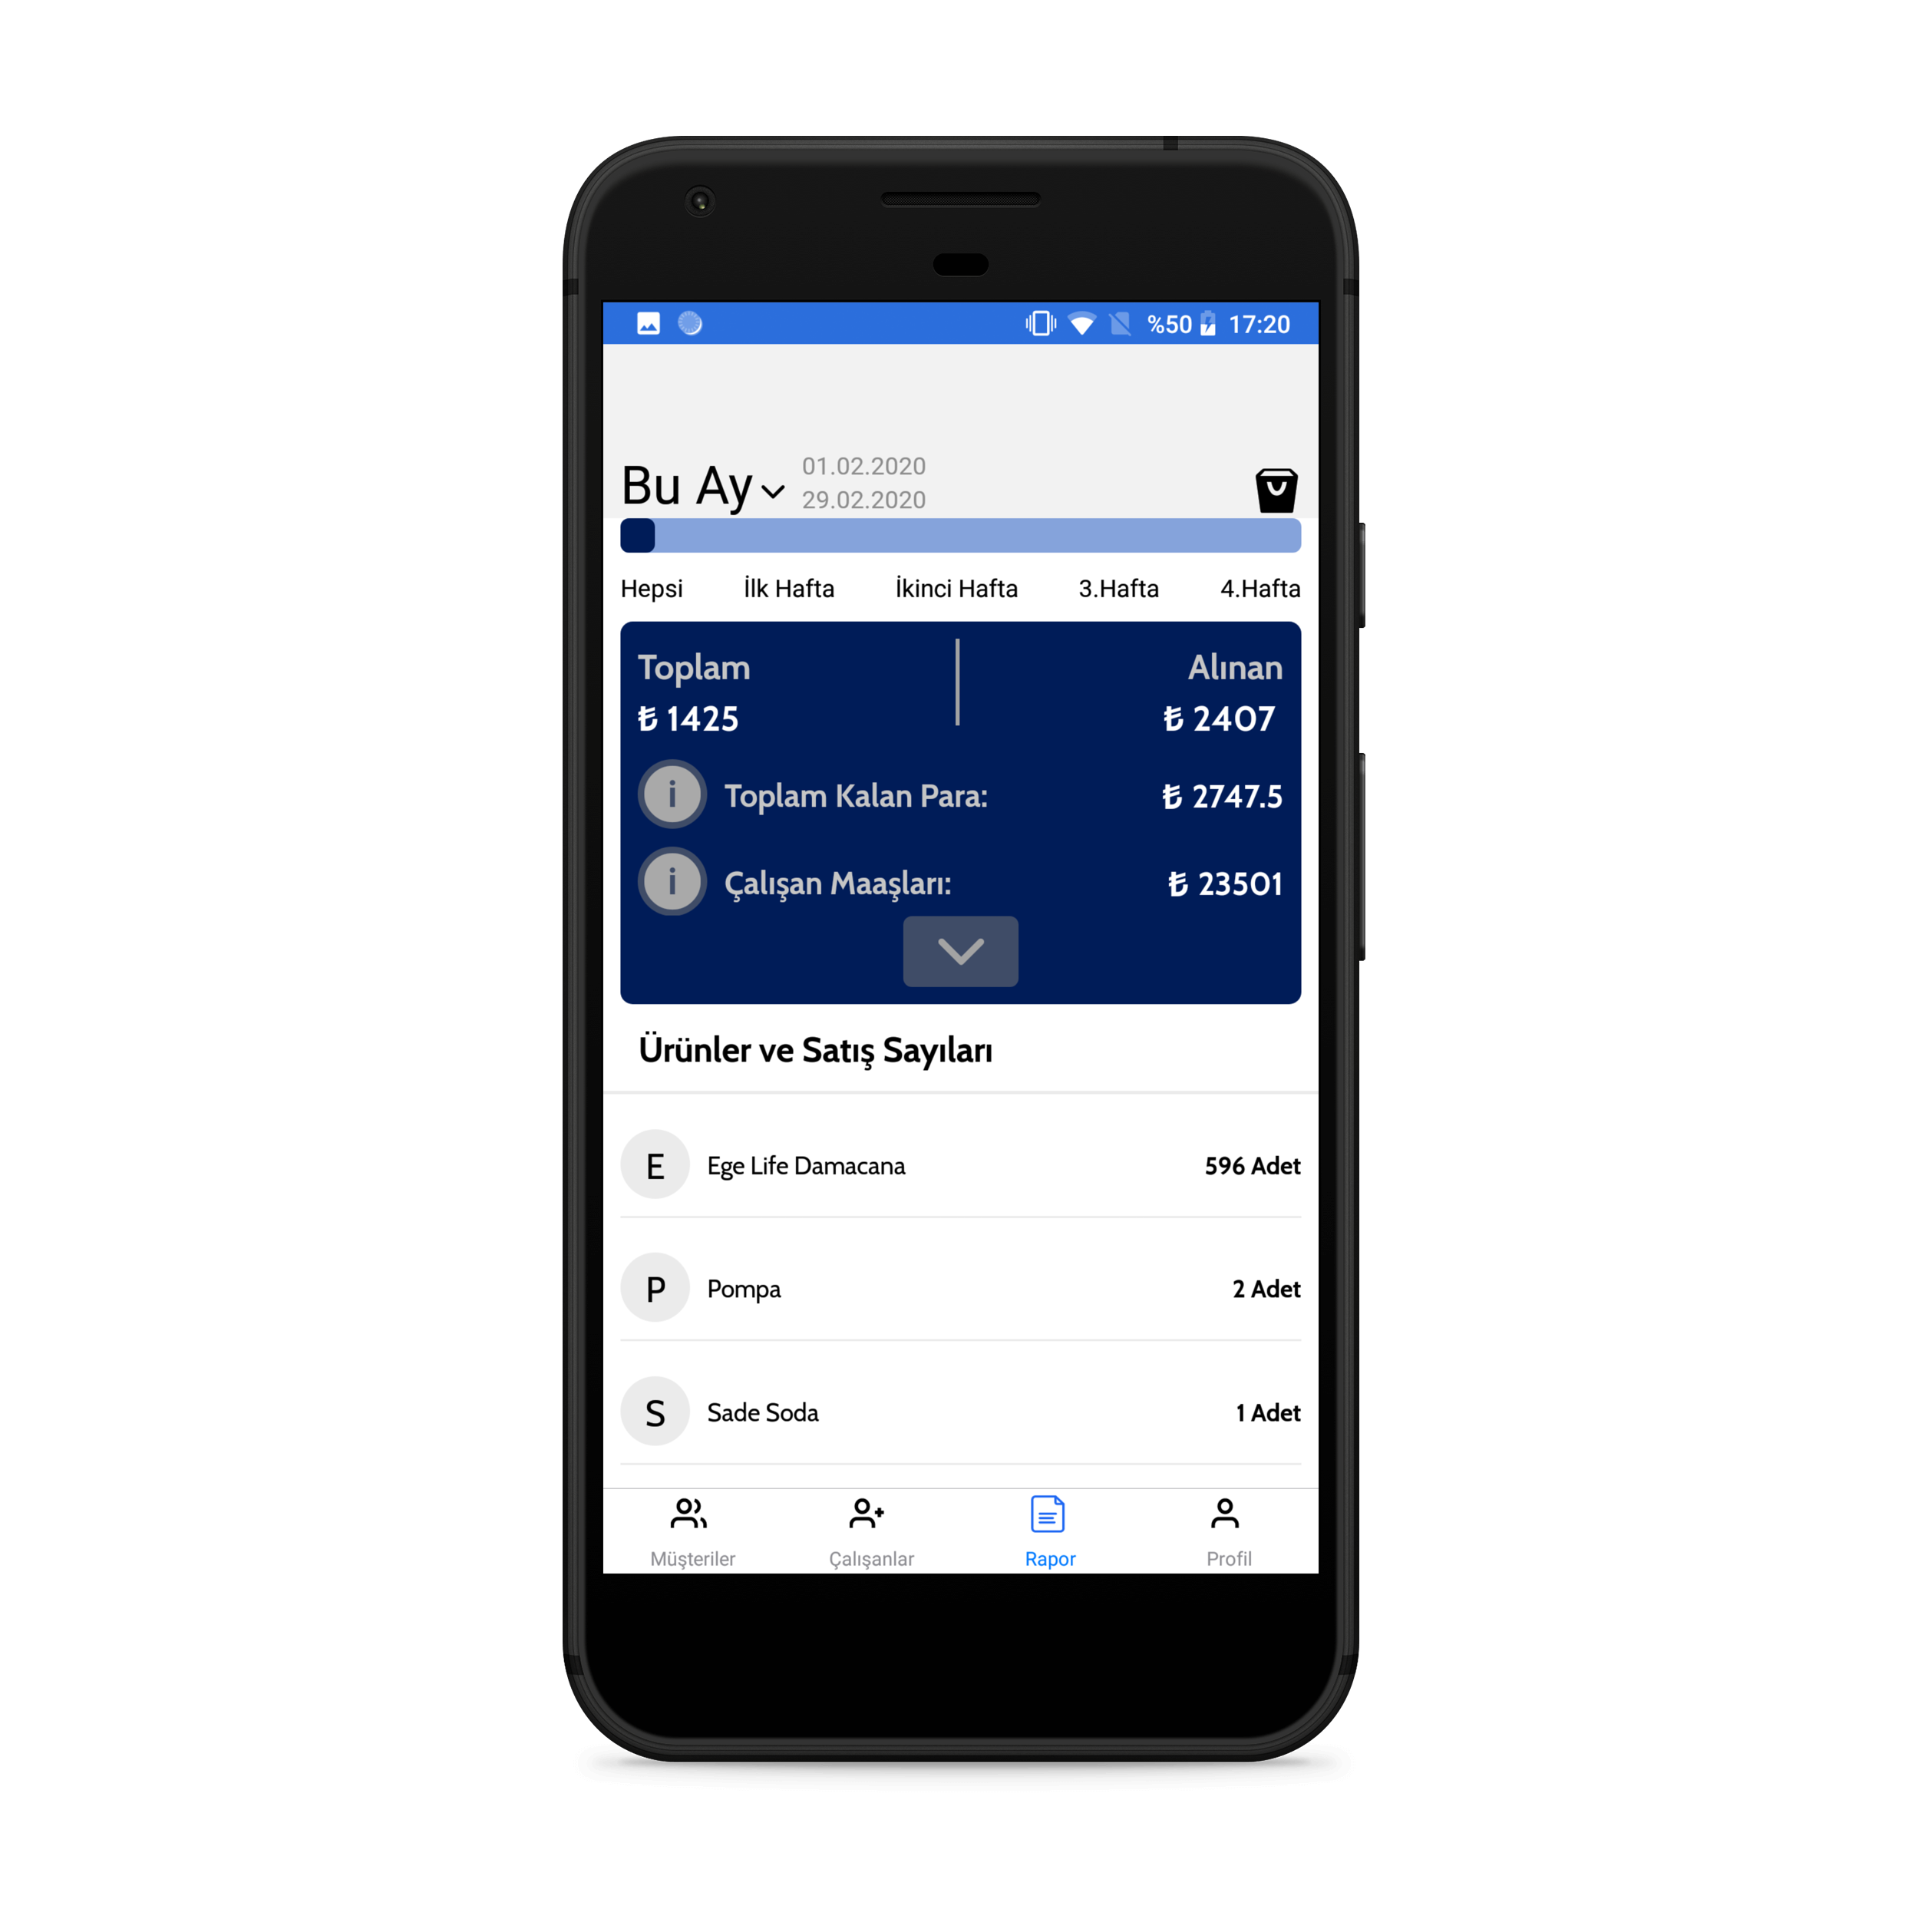 %50 17:20
Bu Ay
01.02.2020
29.02.2020
Hepsi İlk Hafta İkinci Hafta 3.Hafta 4.Hafta
Toplam Alınan
₺ 1425 ₺ 2407
i Toplam Kalan Para: ₺ 2747.5
i Çalışan Maaşları: ₺ 23501
Ürünler ve Satış Sayıları
E Ege Life Damacana 596 Adet
P Pompa 2 Adet
S Sade Soda 1 Adet
Müşteriler Çalışanlar Rapor Profil